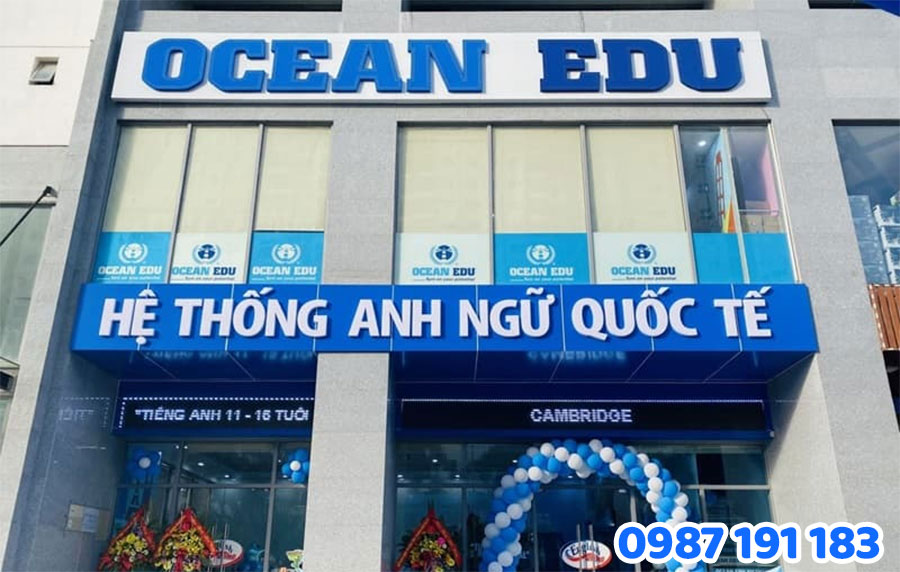 OCEAN EDU
OCEAN EDU
OCEAN EDU
OCEAN EDU
OCEAN EDU
OCEAN EDU
OCEAN EDU
HỆ THỐNG ANH NGỮ QUỐC TẾ
"TIẾNG ANH 11 - 16 TUỔI
CAMBRIDGE
English
0987 191 183